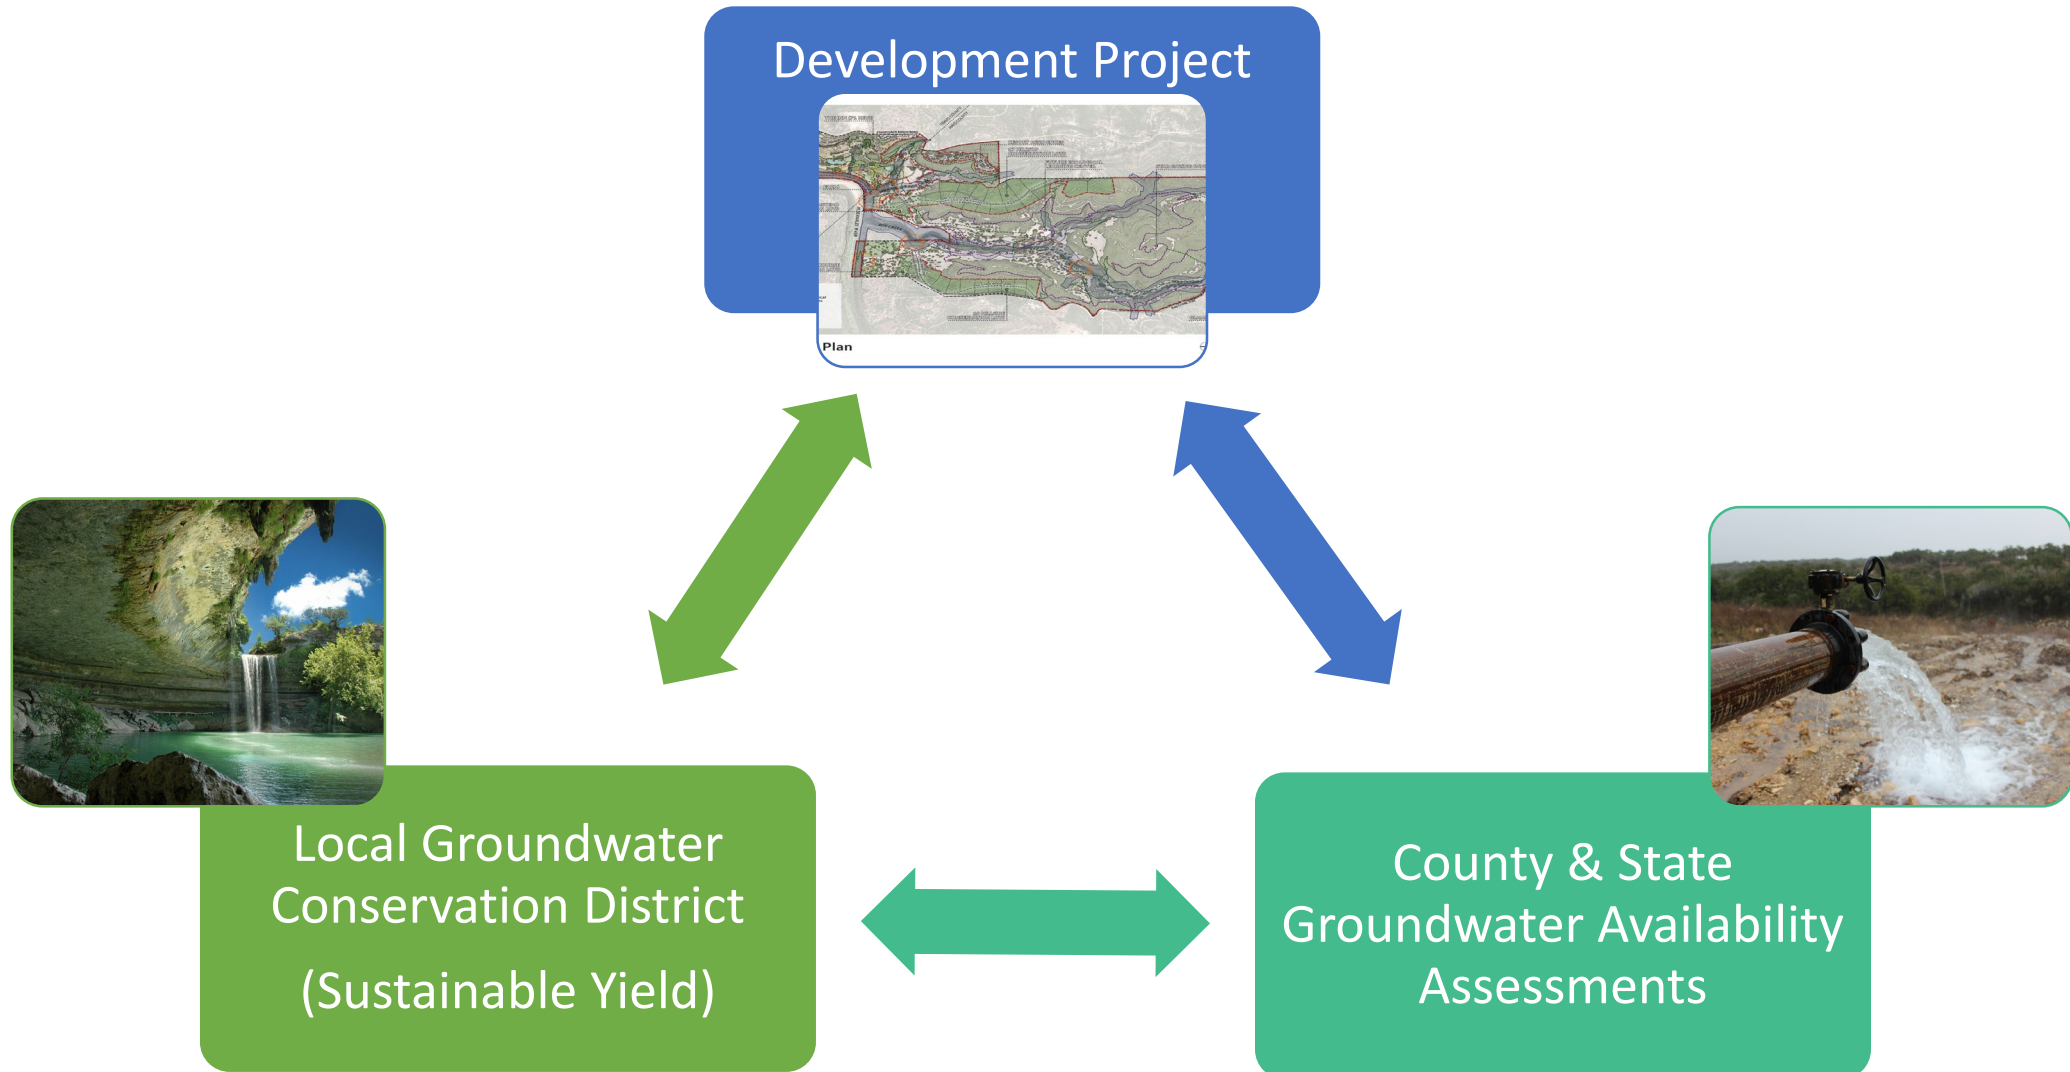 Development Project
Plan
Local Groundwater
Conservation District
(Sustainable Yield)
County & State
Groundwater Availability
Assessments